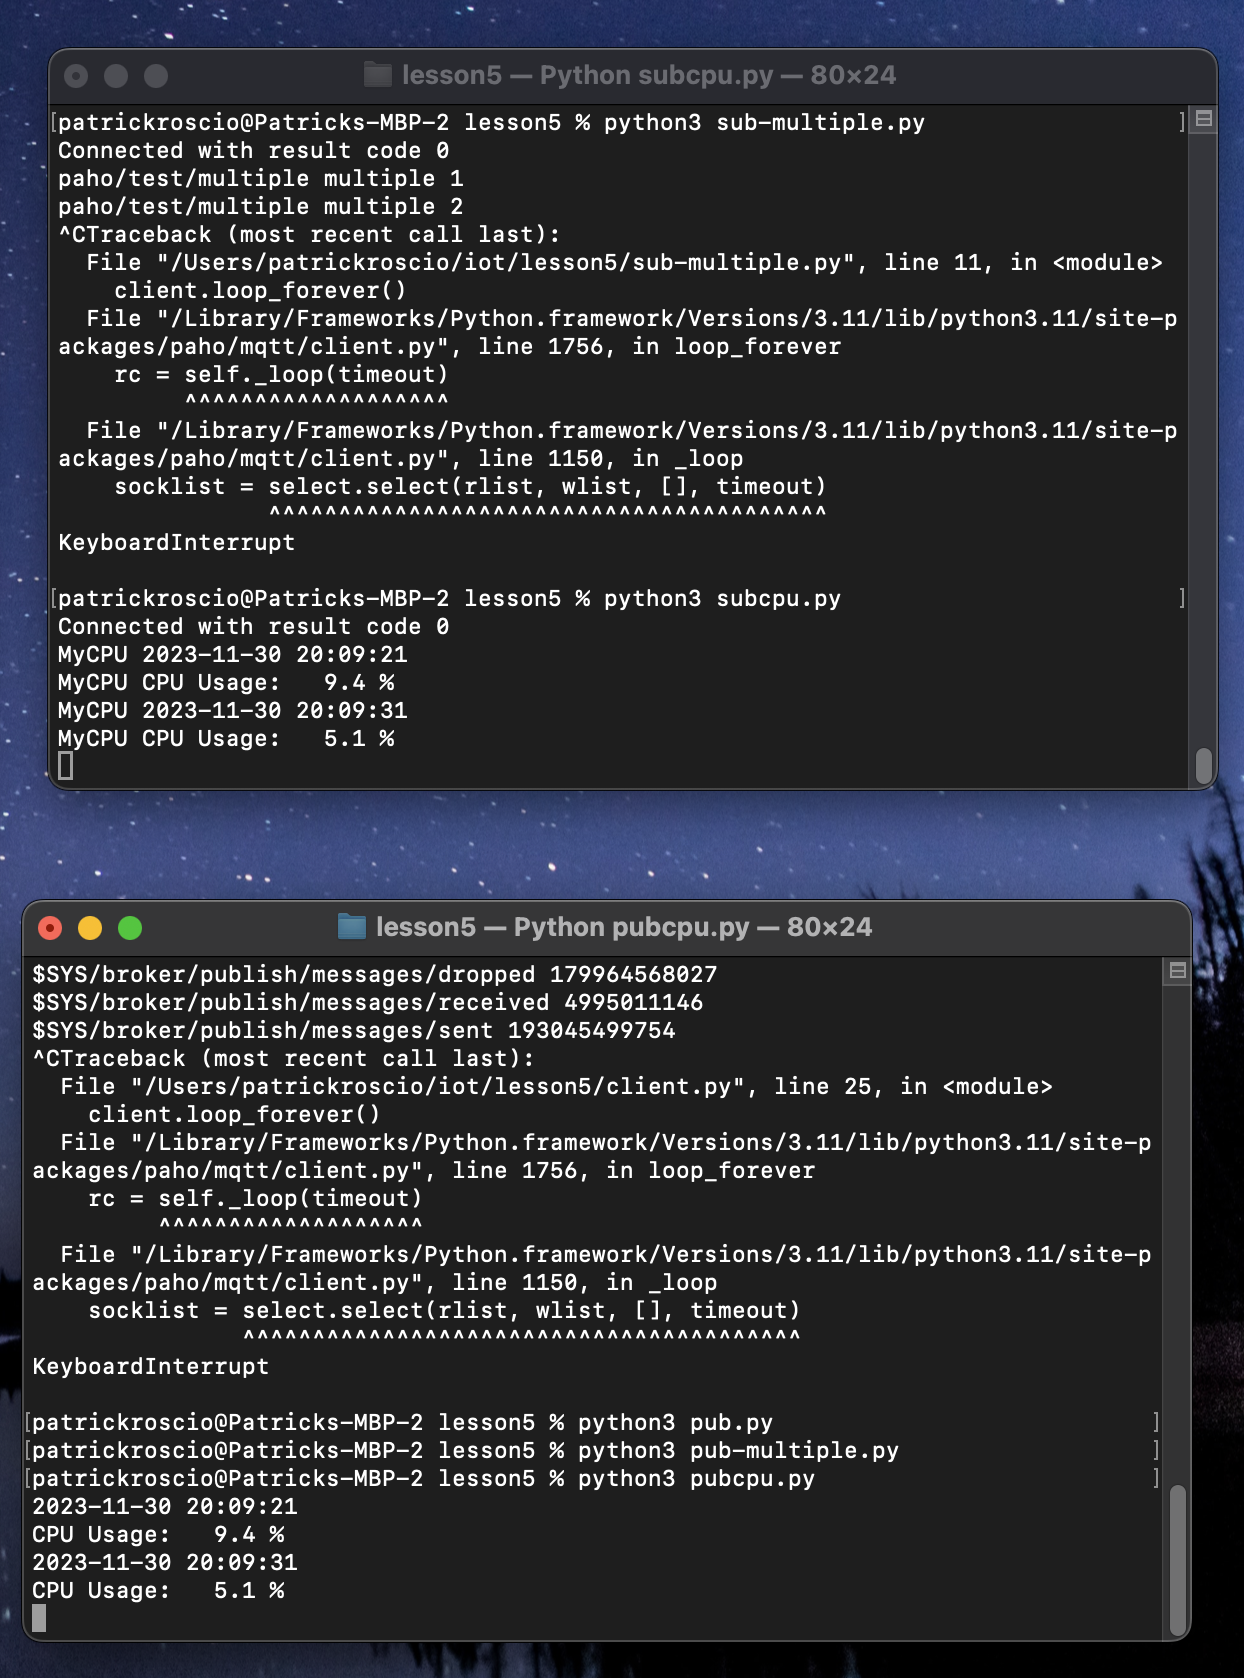 lesson5 — Python subcpu.py — 80×24
[patrickroscio@Patricks-MBP-2 lesson5 % python3 sub-multiple.py ]
Connected with result code 0
paho/test/multiple multiple 1
paho/test/multiple multiple 2
^CTraceback (most recent call last):
  File "/Users/patrickroscio/iot/lesson5/sub-multiple.py", line 11, in <module>
    client.loop_forever()
  File "/Library/Frameworks/Python.framework/Versions/3.11/lib/python3.11/site-p
ackages/paho/mqtt/client.py", line 1756, in loop_forever
    rc = self._loop(timeout)
         ^^^^^^^^^^^^^^^^^^^
  File "/Library/Frameworks/Python.framework/Versions/3.11/lib/python3.11/site-p
ackages/paho/mqtt/client.py", line 1150, in _loop
    socklist = select.select(rlist, wlist, [], timeout)
               ^^^^^^^^^^^^^^^^^^^^^^^^^^^^^^^^^^^^^^^^
KeyboardInterrupt
[patrickroscio@Patricks-MBP-2 lesson5 % python3 subcpu.py ]
Connected with result code 0
MyCPU 2023-11-30 20:09:21
MyCPU CPU Usage:   9.4 %
MyCPU 2023-11-30 20:09:31
MyCPU CPU Usage:   5.1 %
lesson5 — Python pubcpu.py — 80×24
$SYS/broker/publish/messages/dropped 179964568027
$SYS/broker/publish/messages/received 4995011146
$SYS/broker/publish/messages/sent 193045499754
^CTraceback (most recent call last):
  File "/Users/patrickroscio/iot/lesson5/client.py", line 25, in <module>
    client.loop_forever()
  File "/Library/Frameworks/Python.framework/Versions/3.11/lib/python3.11/site-p
ackages/paho/mqtt/client.py", line 1756, in loop_forever
    rc = self._loop(timeout)
         ^^^^^^^^^^^^^^^^^^^
  File "/Library/Frameworks/Python.framework/Versions/3.11/lib/python3.11/site-p
ackages/paho/mqtt/client.py", line 1150, in _loop
    socklist = select.select(rlist, wlist, [], timeout)
               ^^^^^^^^^^^^^^^^^^^^^^^^^^^^^^^^^^^^^^^^
KeyboardInterrupt
[patrickroscio@Patricks-MBP-2 lesson5 % python3 pub.py ]
[patrickroscio@Patricks-MBP-2 lesson5 % python3 pub-multiple.py ]
[patrickroscio@Patricks-MBP-2 lesson5 % python3 pubcpu.py ]
2023-11-30 20:09:21
CPU Usage:   9.4 %
2023-11-30 20:09:31
CPU Usage:   5.1 %